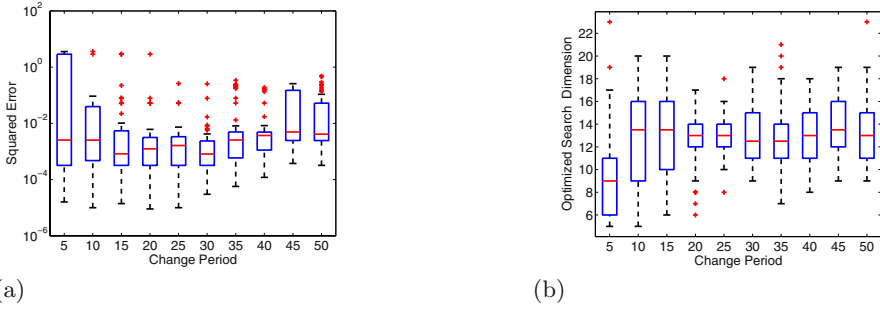 10^2
10^0
10^-2
10^-4
10^-6
Squared Error
5 10 15 20 25 30 35 40 45 50
Change Period
(a)
22
20
18
16
14
12
10
8
6
Optimized Search Dimension
5 10 15 20 25 30 35 40 45 50
Change Period
(b)